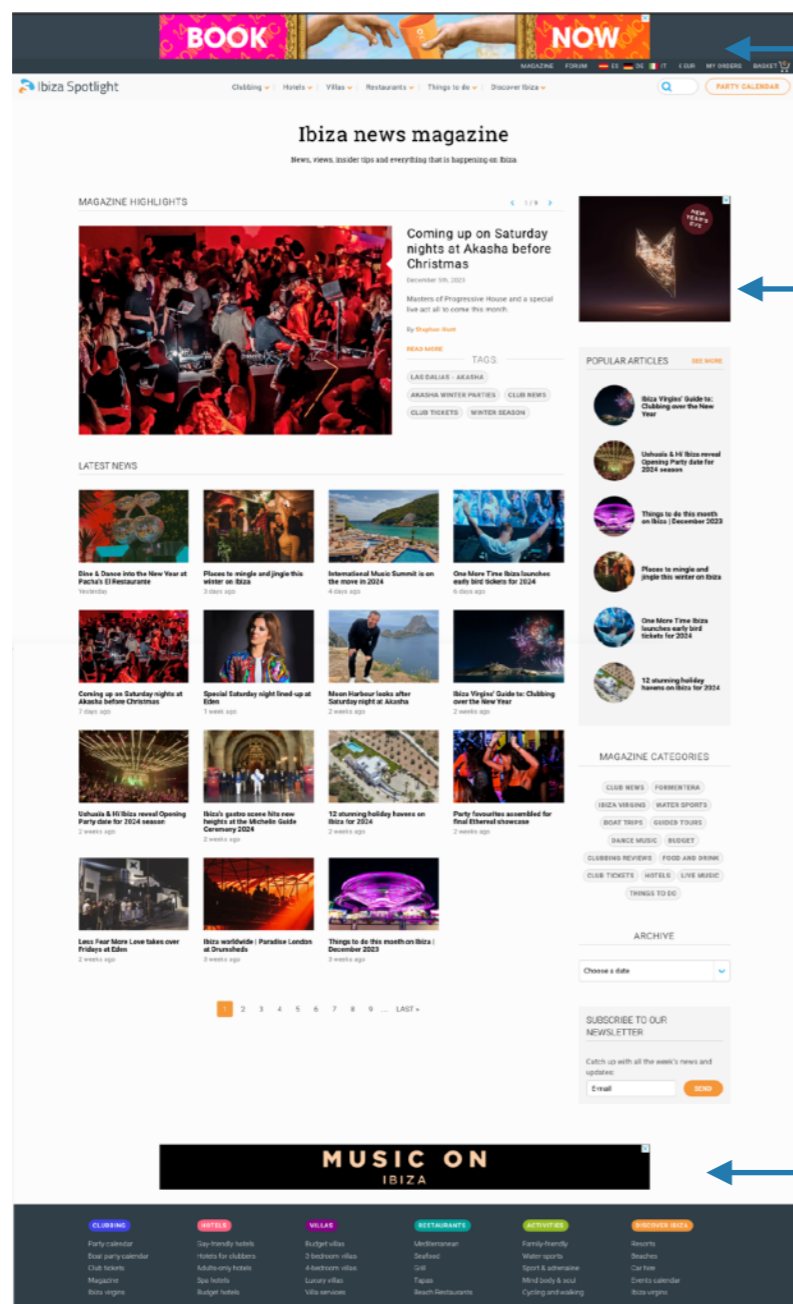 BOOK
NOW
MAGAZINE FORUM ES DE IT € EUR MY ORDERS BASKET
Ibiza Spotlight
Clubbing Hotels Villas Restaurants Things to do Discover Ibiza
PARTY CALENDAR
Ibiza news magazine
News, views, insider tips and everything that is happening on Ibiza
MAGAZINE HIGHLIGHTS
1 / 9
Coming up on Saturday
nights at Akasha before
Christmas
December 5th, 2023
Masters of Progressive House and a special
live act all to come this month.
By Stephen Hunt
READ MORE
TAGS:
LAS DALIAS - AKASHA
AKASHA WINTER PARTIES CLUB NEWS
CLUB TICKETS WINTER SEASON
NEW
YEAR'S
EVE
POPULAR ARTICLES SEE MORE
Ibiza Virgins' Guide to:
Clubbing over the New
Year
Ushuaïa & Hï Ibiza reveal
Opening Party date for
2024 season
Things to do this month
on Ibiza | December 2023
Places to mingle and
jingle this winter on Ibiza
One More Time Ibiza
launches early bird
tickets for 2024
12 stunning holiday
havens on Ibiza for 2024
LATEST NEWS
Dine & Dance into the New Year at
Pacha's El Restaurante
Yesterday
Places to mingle and jingle this
winter on Ibiza
3 days ago
International Music Summit is on
the move in 2024
4 days ago
One More Time Ibiza launches
early bird tickets for 2024
6 days ago
Coming up on Saturday nights at
Akasha before Christmas
7 days ago
Special Saturday night lined-up at
Eden
1 week ago
Moon Harbour looks after
Saturday night at Akasha
2 weeks ago
Ibiza Virgins' Guide to: Clubbing
over the New Year
2 weeks ago
Ushuaïa & Hï Ibiza reveal Opening
Party date for 2024 season
2 weeks ago
Ibiza's gastro scene hits new
heights at the Michelin Guide
Ceremony 2024
2 weeks ago
12 stunning holiday havens on
Ibiza for 2024
2 weeks ago
Party favourites assembled for
final Ethereal showcase
2 weeks ago
Less Fear More Love takes over
Fridays at Eden
2 weeks ago
Ibiza worldwide | Paradise London
at Drumsheds
3 weeks ago
Things to do this month on Ibiza |
December 2023
3 weeks ago
1 2 3 4 5 6 7 8 9 ... LAST »
MAGAZINE CATEGORIES
CLUB NEWS FORMENTERA
IBIZA VIRGINS WATER SPORTS
BOAT TRIPS GUIDED TOURS
DANCE MUSIC BUDGET
CLUBBING REVIEWS FOOD AND DRINK
CLUB TICKETS HOTELS LIVE MUSIC
THINGS TO DO
ARCHIVE
Choose a date
SUBSCRIBE TO OUR
NEWSLETTER
Catch up with all the week's news and
updates:
E-mail SEND
MUSIC ON
IBIZA
CLUBBING HOTELS VILLAS RESTAURANTS ACTIVITIES DISCOVER IBIZA
Party calendar Gay-friendly hotels Budget villas Mediterranean Family-friendly Resorts
Boat party calendar Hotels for clubbers 2-bedroom villas Seafood Water sports Beaches
Club tickets Adults-only hotels 4-bedroom villas Grill Sport & adrenaline Car hire
Magazine Spa hotels Luxury villas Tapas Mind body & soul Events calendar
Ibiza virgins Budget hotels Villa services Beach Restaurants Cycling and walking Ibiza virgins